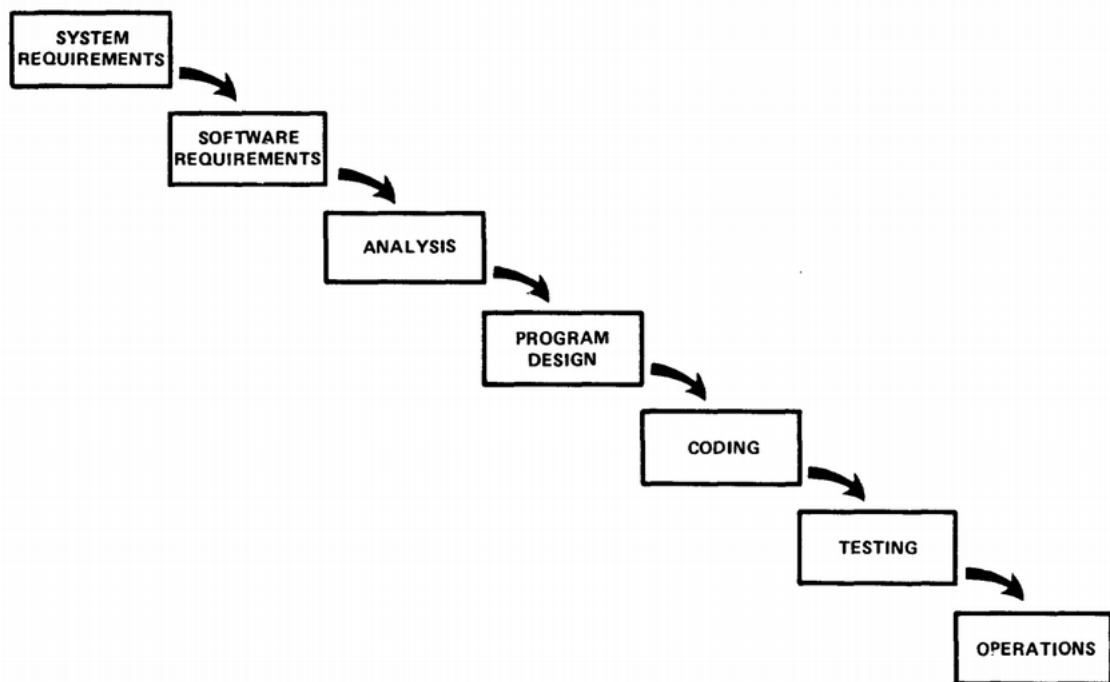 SYSTEM
REQUIREMENTS
SOFTWARE
REQUIREMENTS
ANALYSIS
PROGRAM
DESIGN
CODING
TESTING
OPERATIONS